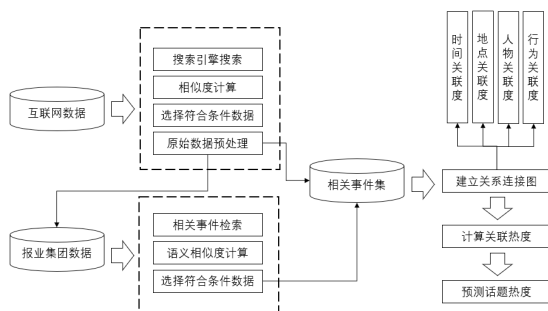 互联网数据
搜索引擎搜索
相似度计算
选择符合条件数据
原始数据预处理
报业集团数据
相关事件检索
语义相似度计算
选择符合条件数据
相关事件集
时间关联度
地点关联度
人物关联度
行为关联度
建立关系连接图
计算关联热度
预测话题热度